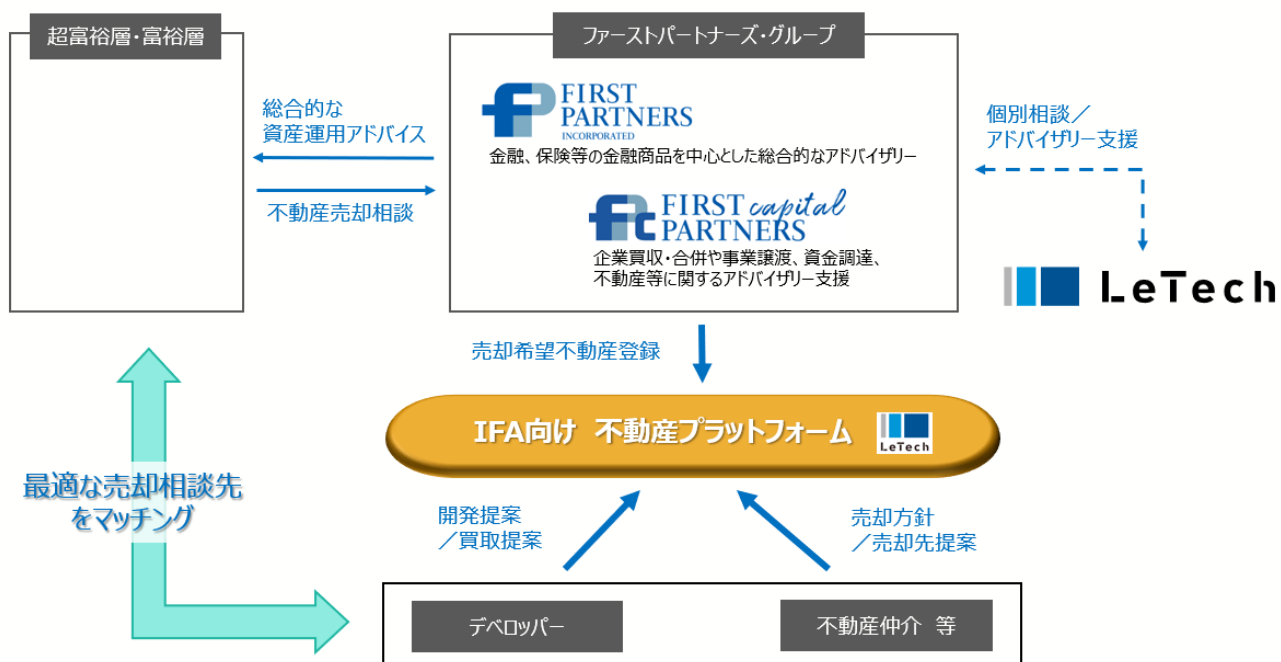 超富裕層・富裕層
ファーストパートナーズ・グループ
FIRST
PARTNERS
INCORPORATED
金融、保険等の金融商品を中心とした総合的なアドバイザリー
FIRST capital
PARTNERS
企業買収・合併や事業譲渡、資金調達、
不動産等に関するアドバイザリー支援
総合的な
資産運用アドバイス
不動産売却相談
個別相談／
アドバイザリー支援
LeTech
売却希望不動産登録
IFA向け 不動産プラットフォーム
LeTech
最適な売却相談先
をマッチング
開発提案
／買取提案
売却方針
／売却先提案
デベロッパー
不動産仲介 等